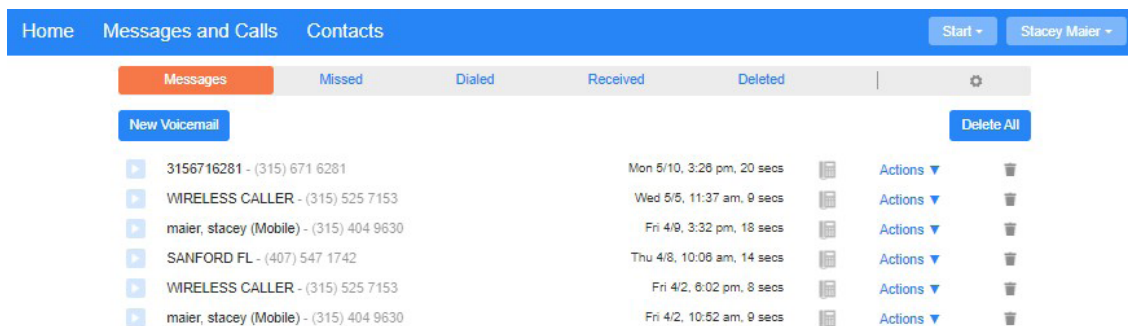 Home Messages and Calls Contacts Start Stacey Maier
Messages Missed Dialed Received Deleted
New Voicemail Delete All
3156716281 - (315) 671 6281 Mon 5/10, 3:26 pm, 20 secs Actions ▼
WIRELESS CALLER - (315) 525 7153 Wed 5/5, 11:37 am, 9 secs Actions ▼
maier, stacey (Mobile) - (315) 404 9630 Fri 4/9, 3:32 pm, 18 secs Actions ▼
SANFORD FL - (407) 547 1742 Thu 4/8, 10:06 am, 14 secs Actions ▼
WIRELESS CALLER - (315) 525 7153 Fri 4/2, 6:02 pm, 8 secs Actions ▼
maier, stacey (Mobile) - (315) 404 9630 Fri 4/2, 10:52 am, 9 secs Actions ▼